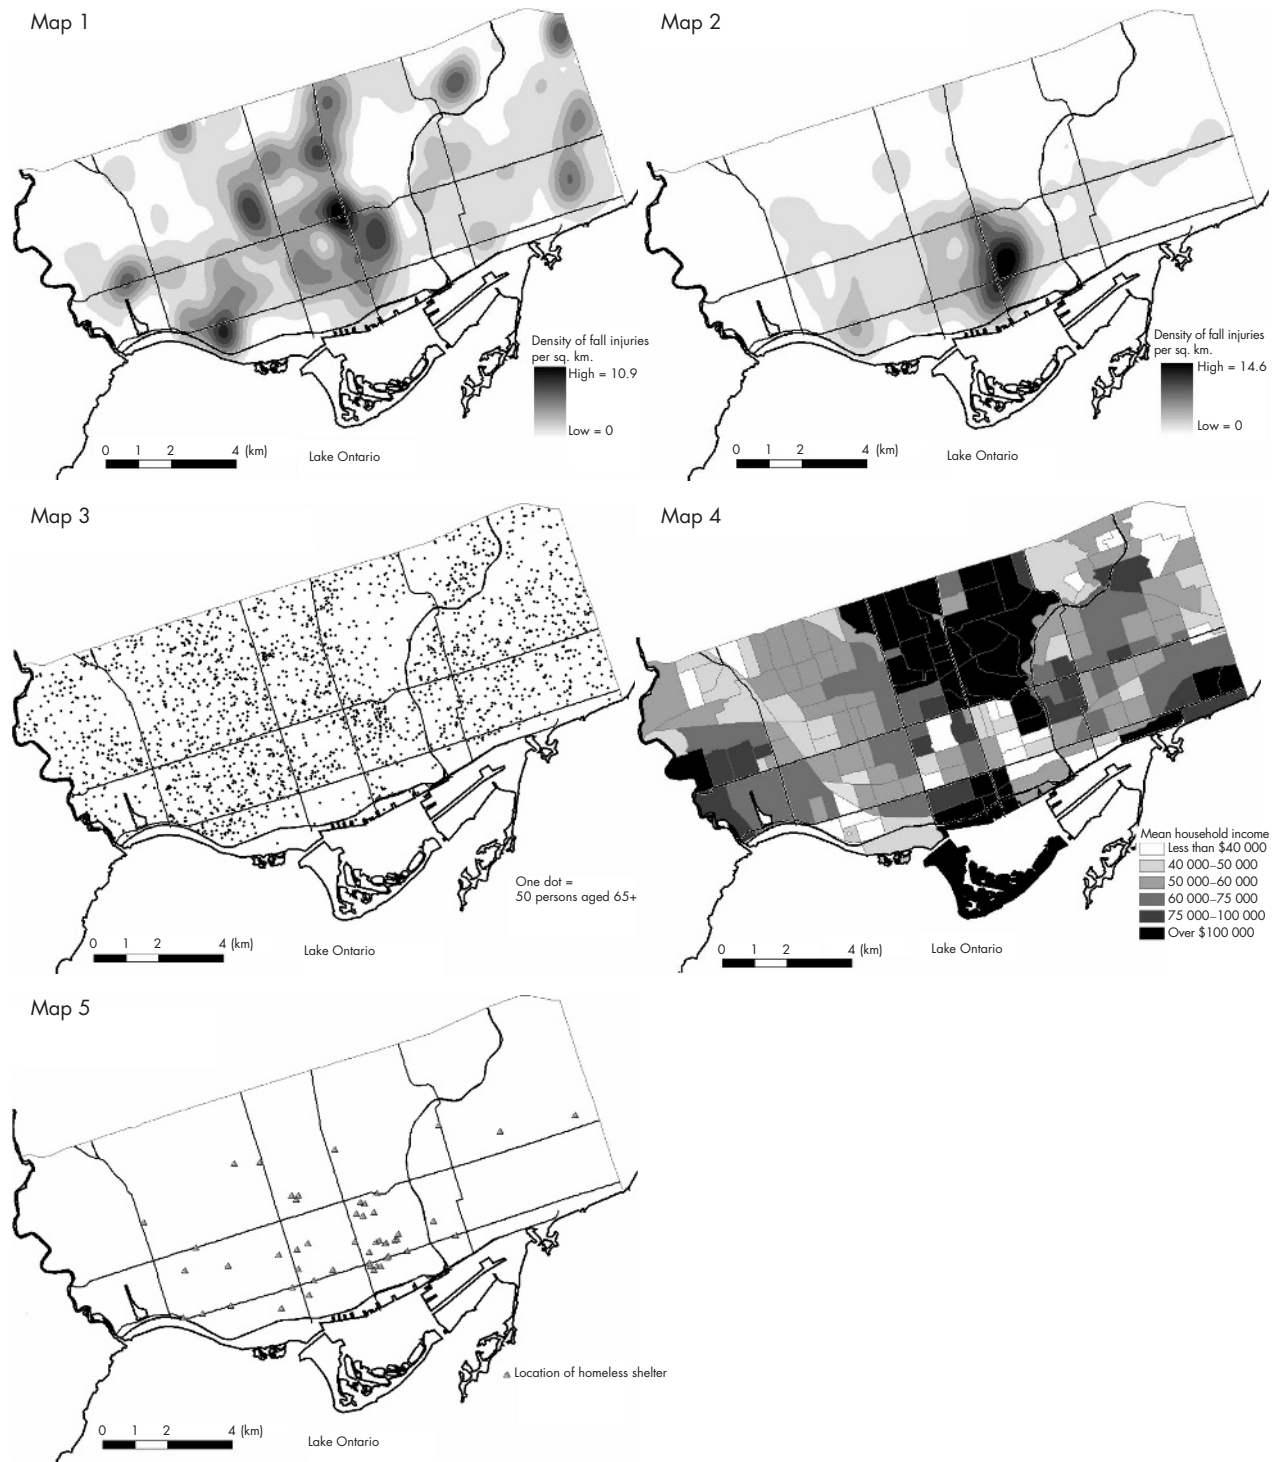 Map 1
Density of fall injuries
per sq. km.
High = 10.9
Low = 0
0 1 2 4 (km)
Lake Ontario
Map 2
Density of fall injuries
per sq. km.
High = 14.6
Low = 0
0 1 2 4 (km)
Lake Ontario
Map 3
One dot =
50 persons aged 65+
0 1 2 4 (km)
Lake Ontario
Map 4
Mean household income
Less than $40 000
40 000–50 000
50 000–60 000
60 000–75 000
75 000–100 000
Over $100 000
0 1 2 4 (km)
Lake Ontario
Map 5
Location of homeless shelter
0 1 2 4 (km)
Lake Ontario